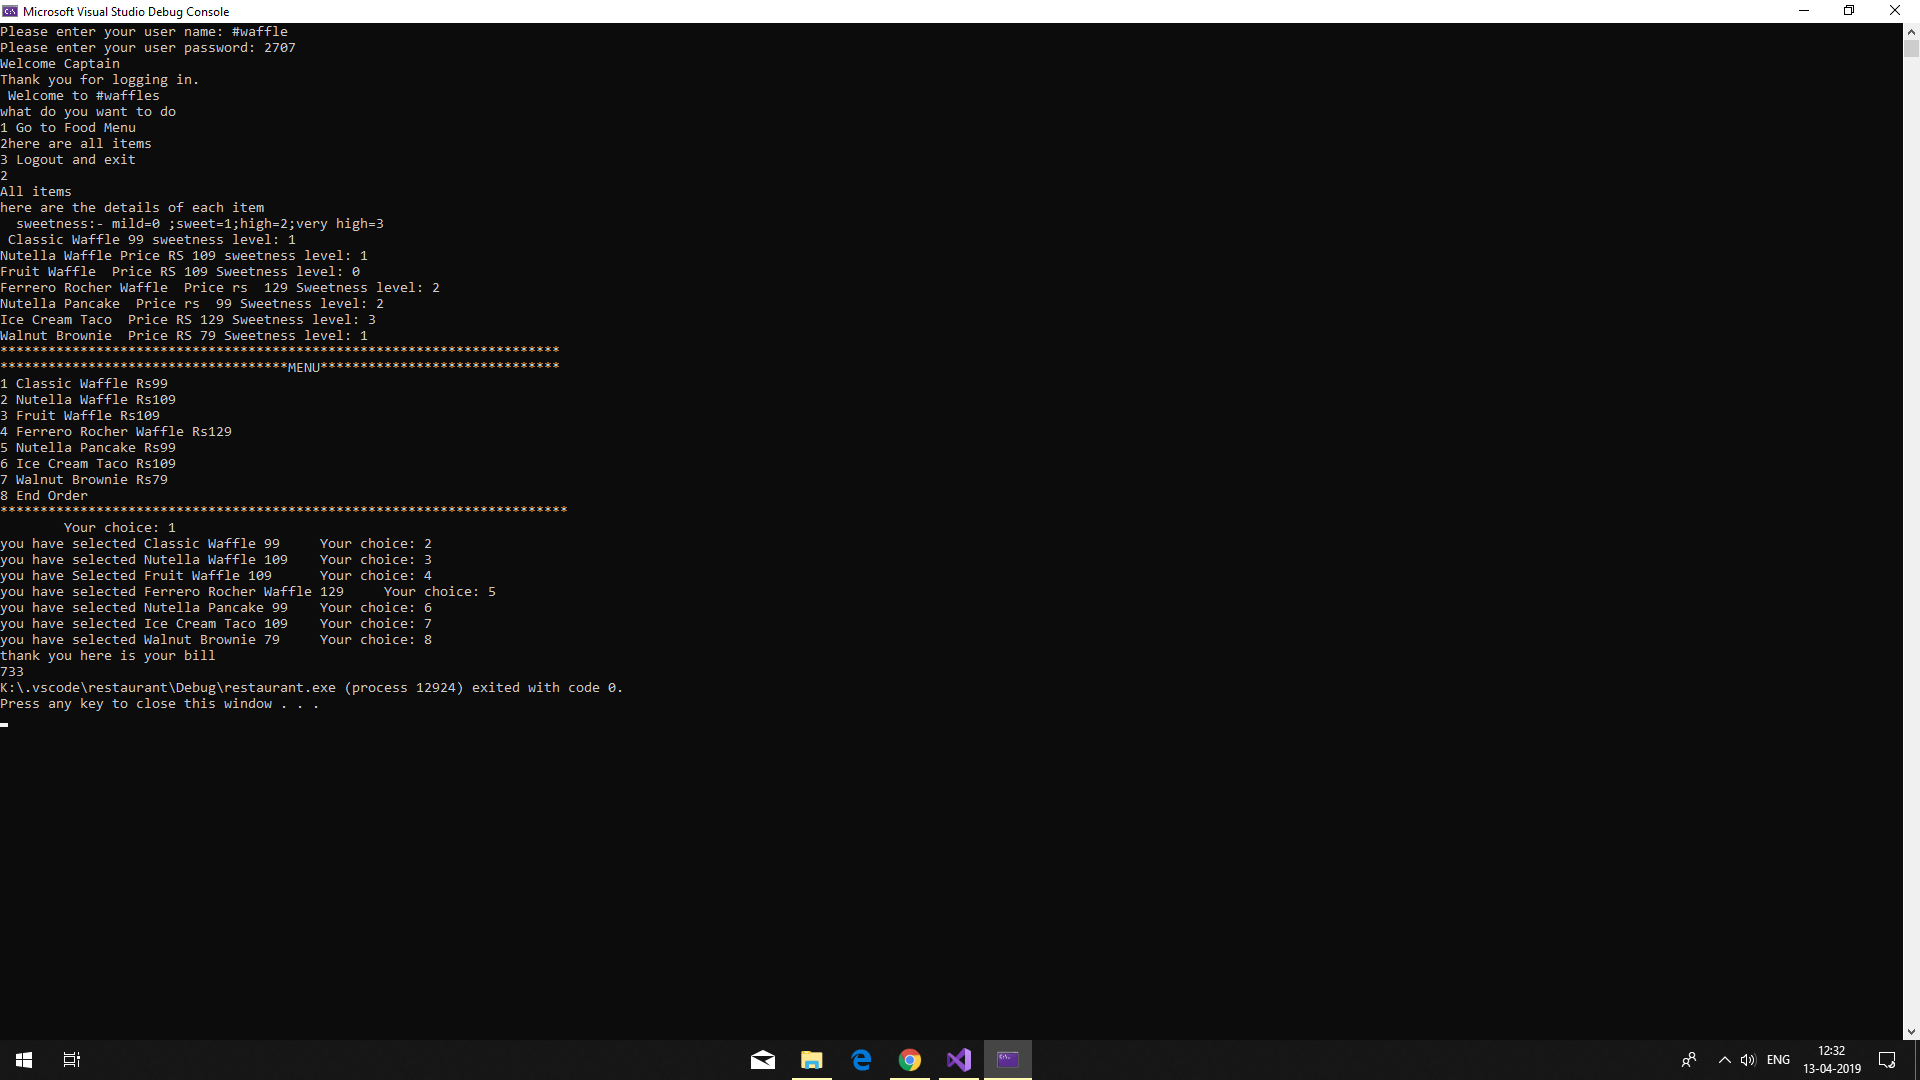 Microsoft Visual Studio Debug Console
Please enter your user name: #waffle
Please enter your user password: 2707
Welcome Captain
Thank you for logging in.
 Welcome to #waffles
what do you want to do
1 Go to Food Menu
2here are all items
3 Logout and exit
2
All items
here are the details of each item
  sweetness:- mild=0 ;sweet=1;high=2;very high=3
 Classic Waffle 99 sweetness level: 1
Nutella Waffle Price RS 109 sweetness level: 1
Fruit Waffle  Price RS 109 Sweetness level: 0
Ferrero Rocher Waffle  Price rs  129 Sweetness level: 2
Nutella Pancake  Price rs  99 Sweetness level: 2
Ice Cream Taco  Price RS 129 Sweetness level: 3
Walnut Brownie  Price RS 79 Sweetness level: 1
**********************************************************************
************************************MENU******************************
1 Classic Waffle Rs99
2 Nutella Waffle Rs109
3 Fruit Waffle Rs109
4 Ferrero Rocher Waffle Rs129
5 Nutella Pancake Rs99
6 Ice Cream Taco Rs109
7 Walnut Brownie Rs79
8 End Order
***********************************************************************
        Your choice: 1
you have selected Classic Waffle 99     Your choice: 2
you have selected Nutella Waffle 109    Your choice: 3
you have Selected Fruit Waffle 109      Your choice: 4
you have selected Ferrero Rocher Waffle 129     Your choice: 5
you have selected Nutella Pancake 99    Your choice: 6
you have selected Ice Cream Taco 109    Your choice: 7
you have selected Walnut Brownie 79     Your choice: 8
thank you here is your bill
733
K:\.vscode\restaurant\Debug\restaurant.exe (process 12924) exited with code 0.
Press any key to close this window . . .
ENG
12:32
13-04-2019